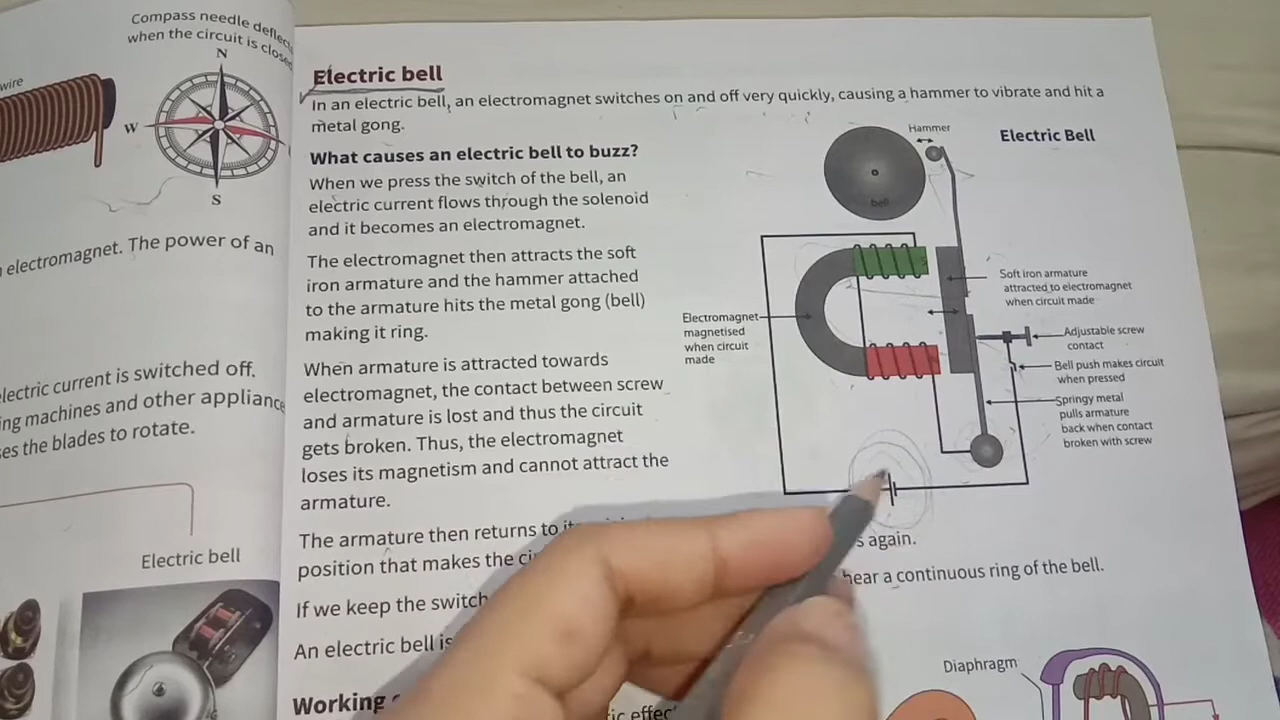 Compass needle
when the circuit is
wire
N
W
S
electromagnet. The power of an
electric current is switched off.
machines and other
the blades to rotate.
Electric bell
Electric bell
In an electric bell, an electromagnet switches on and off very quickly, causing a hammer to vibrate and hit a
metal gong.
What causes an electric bell to buzz?
When we press the switch of the bell, an
electric current flows through the solenoid
and it becomes an electromagnet.
The electromagnet then attracts the soft
iron armature and the hammer attached
to the armature hits the metal gong (bell)
making it ring.
When armature is attracted towards
electromagnet, the contact between screw
and armature is lost and thus the circuit
gets broken. Thus, the electromagnet
loses its magnetism and cannot attract the
armature.
The armature then returns to
position that makes the
again.
If we keep the switch
hear a continuous ring of the bell.
An electric bell is
Working
Electric Bell
Hammer
bell
Soft iron armature
attracted to electromagnet
when circuit made
Electromagnet
magnetised
when circuit
made
Adjustable screw
contact
Bell push makes circuit
when pressed
Springy metal
pulls armature
back when contact
broken with screw
Diaphragm